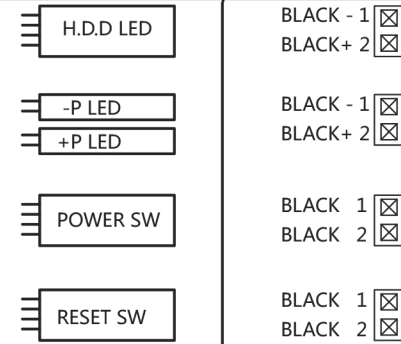 H.D.D LED
BLACK - 1
BLACK+ 2
-P LED
+P LED
BLACK - 1
BLACK+ 2
POWER SW
BLACK 1
BLACK 2
RESET SW
BLACK 1
BLACK 2